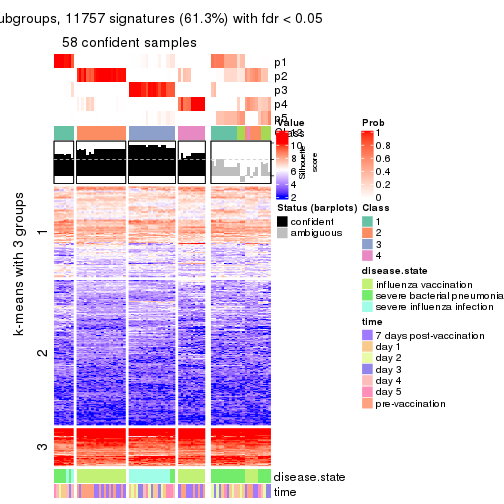 ubgroups, 11757 signatures (61.3%) with fdr < 0.05
58 confident samples
p1
p2
p3
p4
p5
Class
Silhouette
score
k-means with 3 groups
1
2
3
disease.state
time
Value
12
10
8
6
4
2
Status (barplots)
confident
ambiguous
Prob
1
0.8
0.6
0.4
0.2
0
Class
1
2
3
4
disease.state
influenza vaccination
severe bacterial pneumonia
severe influenza infection
time
7 days post-vaccination
day 1
day 2
day 3
day 4
day 5
pre-vaccination